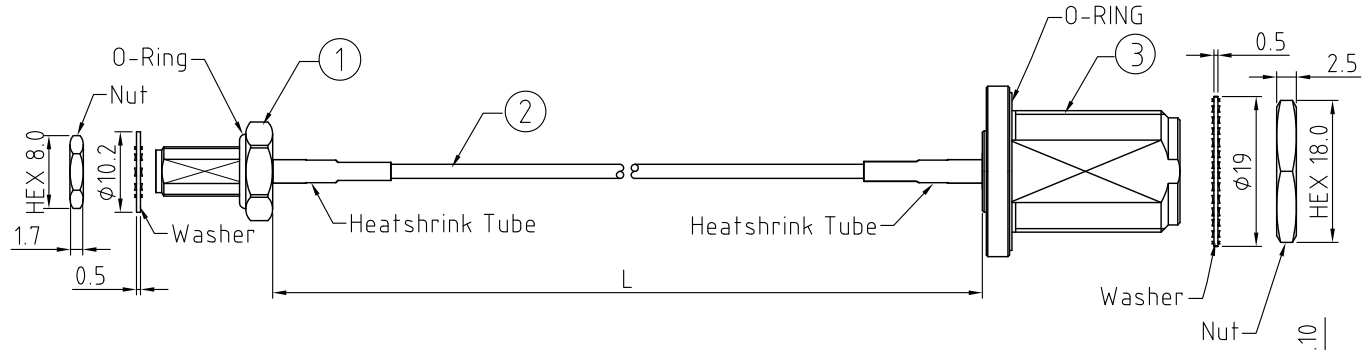 O-RING
O-Ring
1
3
0.5
2.5
Nut
2
HEX 8.0
ϕ10.2
ϕ19
HEX 18.0
Heatshrink Tube
Heatshrink Tube
Washer
1.7
0.5
L
Washer
Nut
.10